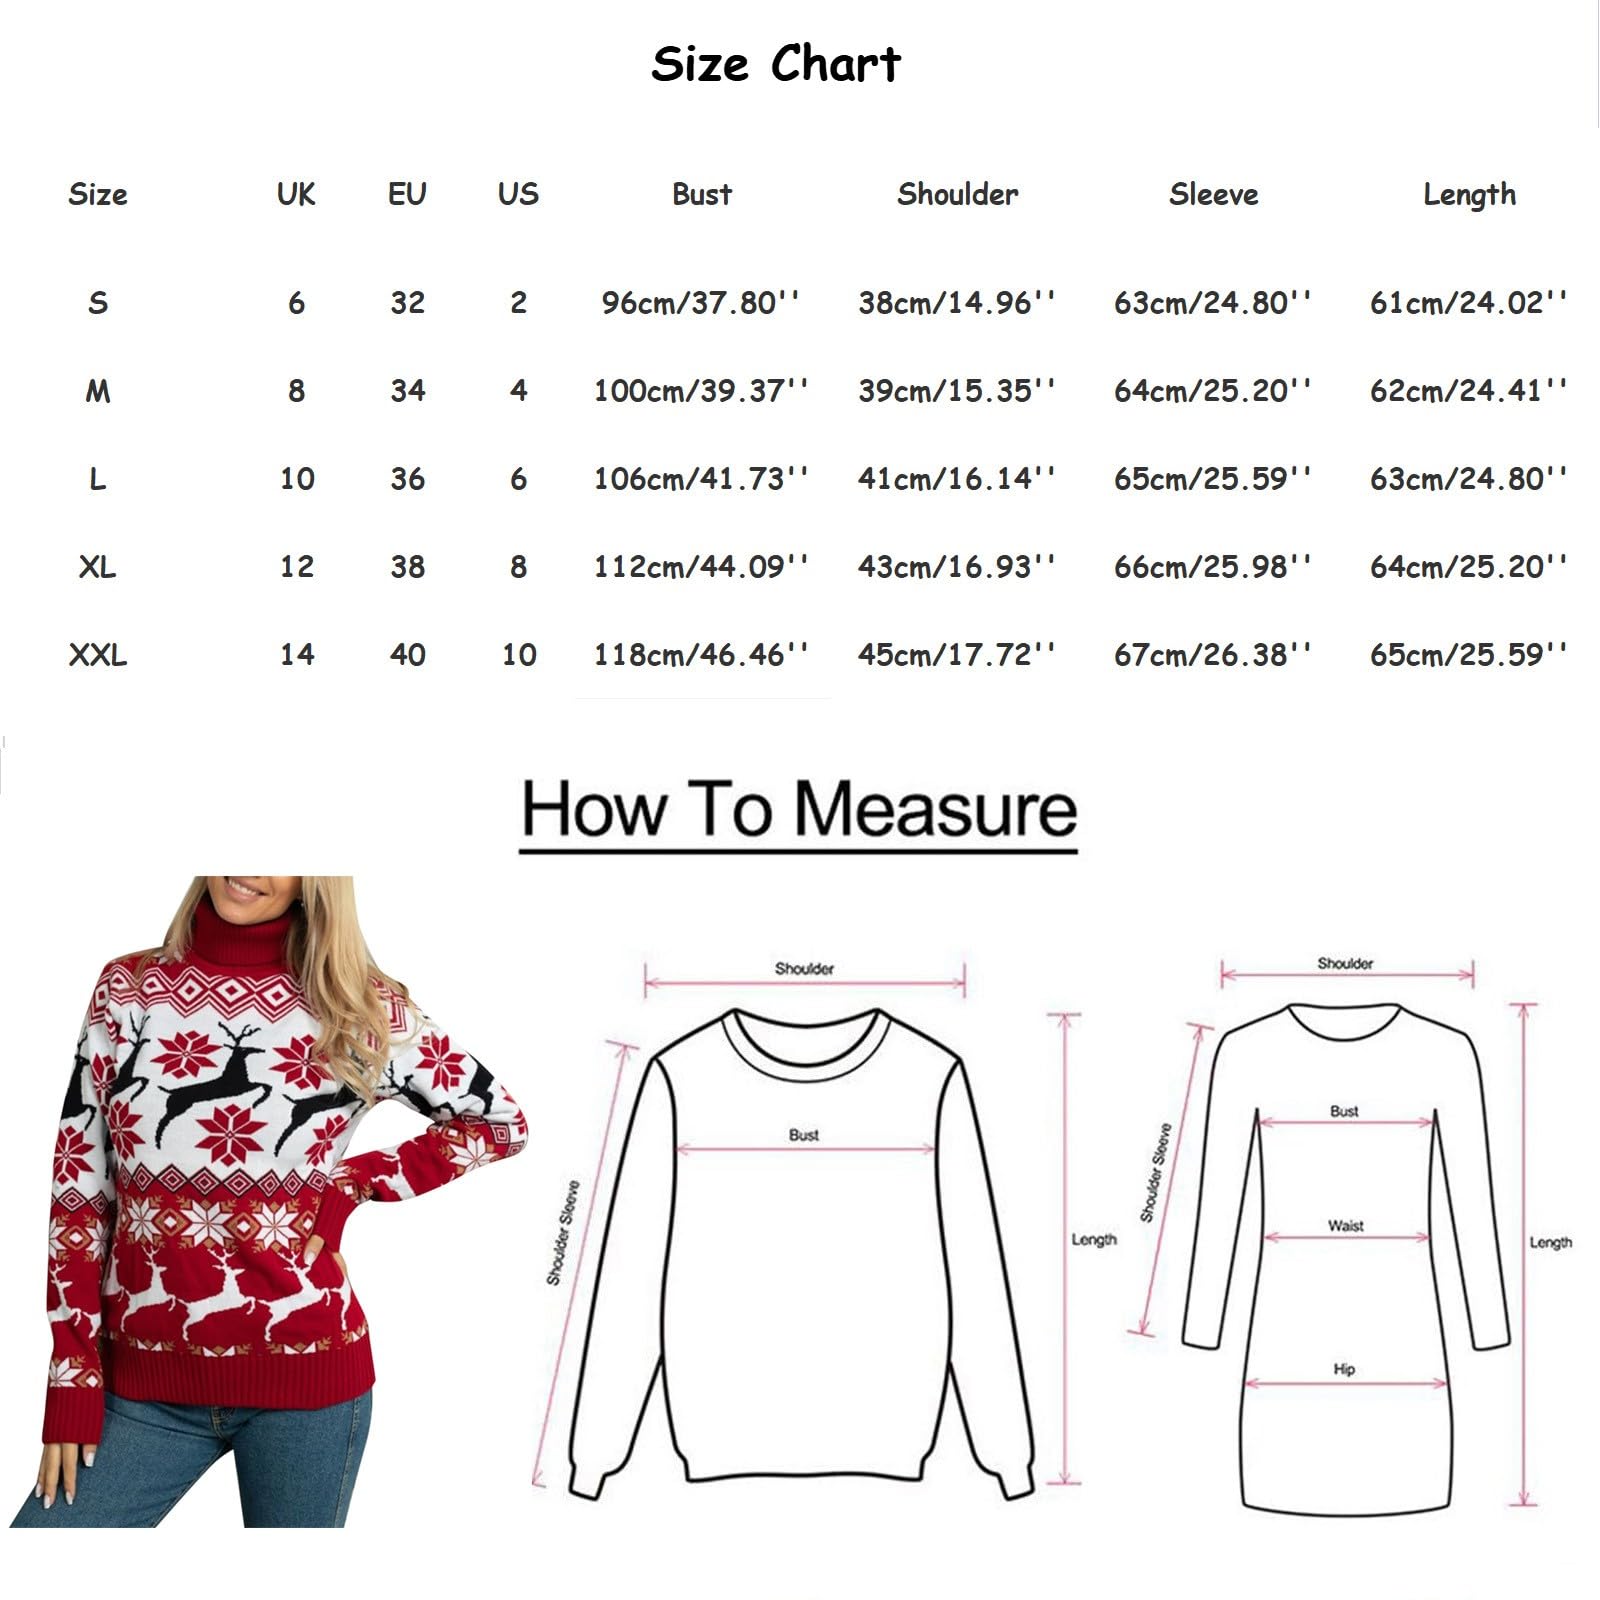 Size Chart
Size UK EU US Bust Shoulder Sleeve Length
S 6 32 2 96cm/37.80'' 38cm/14.96'' 63cm/24.80'' 61cm/24.02''
M 8 34 4 100cm/39.37'' 39cm/15.35'' 64cm/25.20'' 62cm/24.41''
L 10 36 6 106cm/41.73'' 41cm/16.14'' 65cm/25.59'' 63cm/24.80''
XL 12 38 8 112cm/44.09'' 43cm/16.93'' 66cm/25.98'' 64cm/25.20''
XXL 14 40 10 118cm/46.46'' 45cm/17.72'' 67cm/26.38'' 65cm/25.59''
How To Measure
Shoulder
Bust
Shoulder Sleeve
Length
Shoulder
Bust
Shoulder Sleeve
Waist
Length
Hip